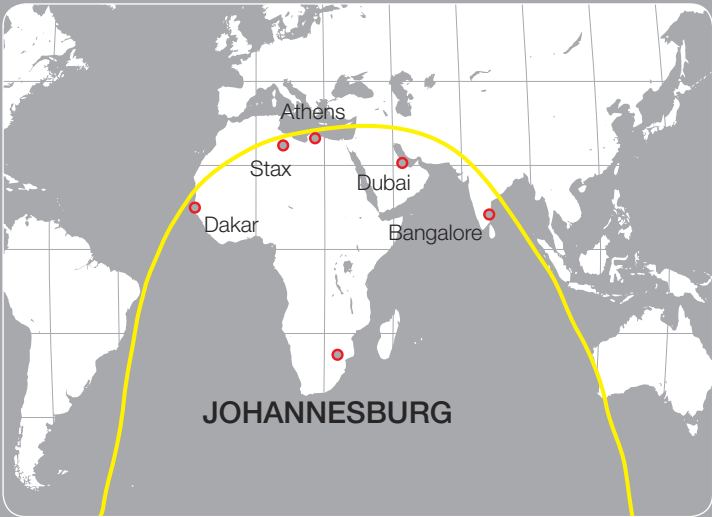 Athens
Stax
Dubai
Dakar
Bangalore
JOHANNESBURG